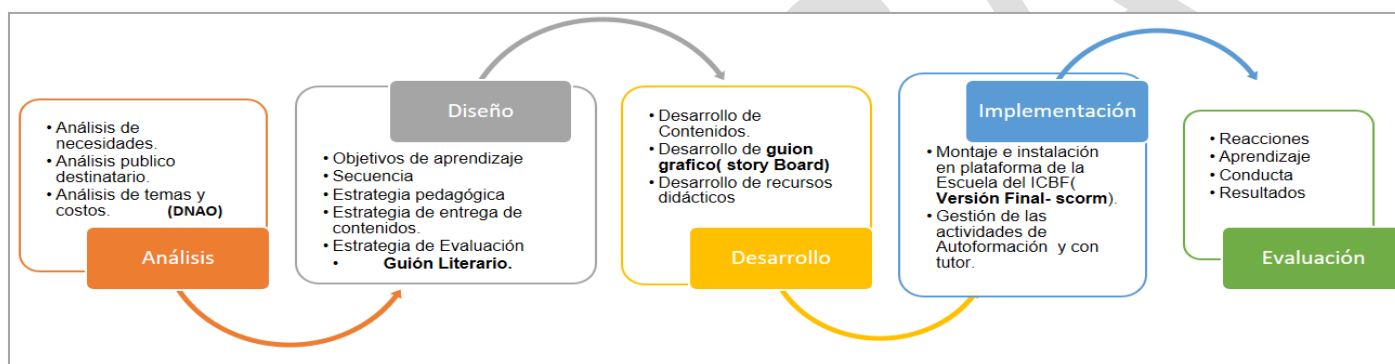 • Análisis de
necesidades.
• Análisis publico
destinatario.
• Análisis de temas y
costos. (DNAO)
Análisis
Diseño
• Objetivos de aprendizaje
• Secuencia
• Estrategia pedagógica
• Estrategia de entrega de
contenidos.
• Estrategia de Evaluación
• Guión Literario.
• Desarrollo de
Contenidos.
• Desarrollo de guion
grafico( story Board)
• Desarrollo de recursos
didácticos
Desarrollo
Implementación
• Montaje e instalación
en plataforma de la
Escuela del ICBF(
Versión Final- scorm).
• Gestión de las
actividades de
Autoformación y con
tutor.
• Reacciones
• Aprendizaje
• Conducta
• Resultados
Evaluación